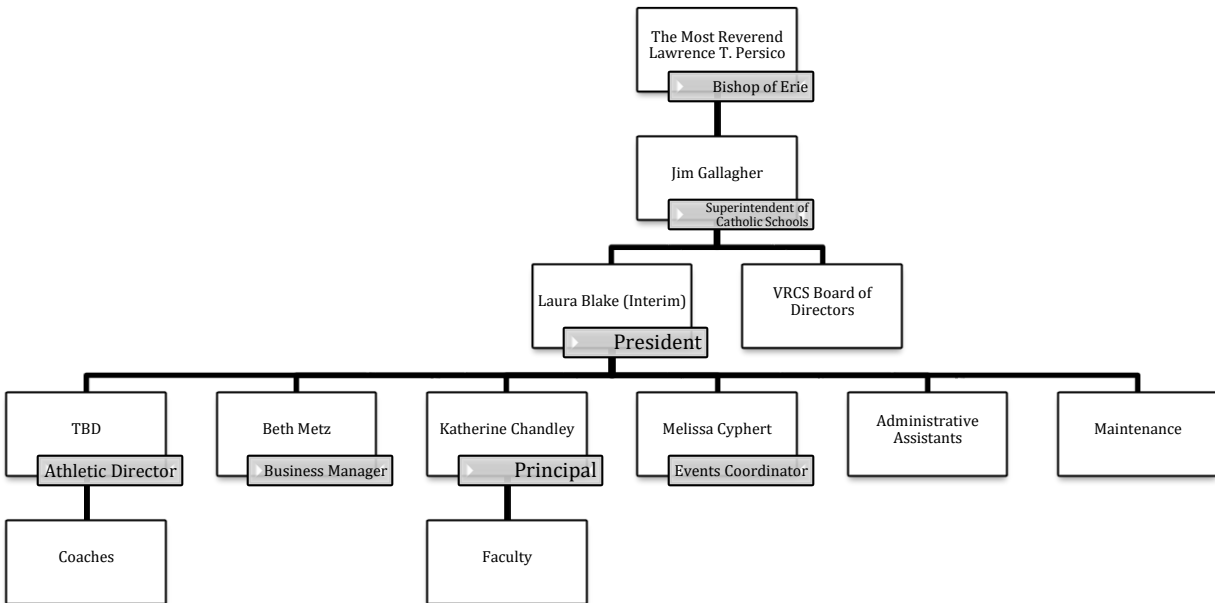 The Most Reverend
Lawrence T. Persico
Bishop of Erie
Jim Gallagher
Superintendent of
Catholic Schools
Laura Blake (Interim)
President
VRCS Board of
Directors
TBD
Athletic Director
Beth Metz
Business Manager
Katherine Chandley
Principal
Melissa Cyphert
Events Coordinator
Administrative
Assistants
Maintenance
Coaches
Faculty